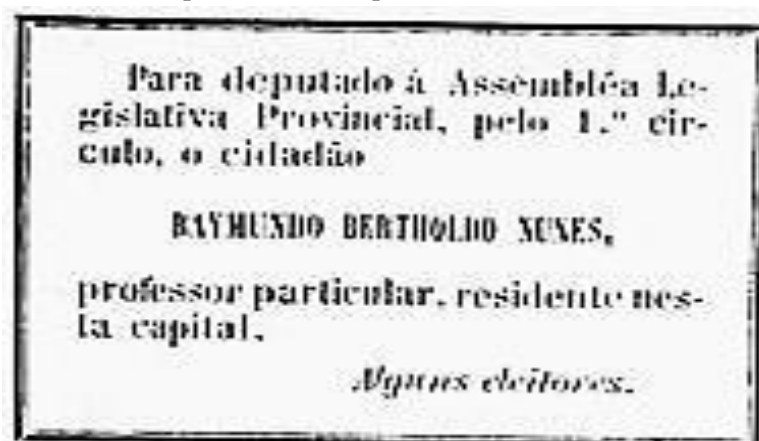 Para deputado á Assembléa Le-
gislativa Provincial, pelo 1.º cir-
culo, o cidadão
RAYMUNDO BERTHOLDO NUNES,
professor particular, residente nes-
ta capital.
Alguns eleitores.